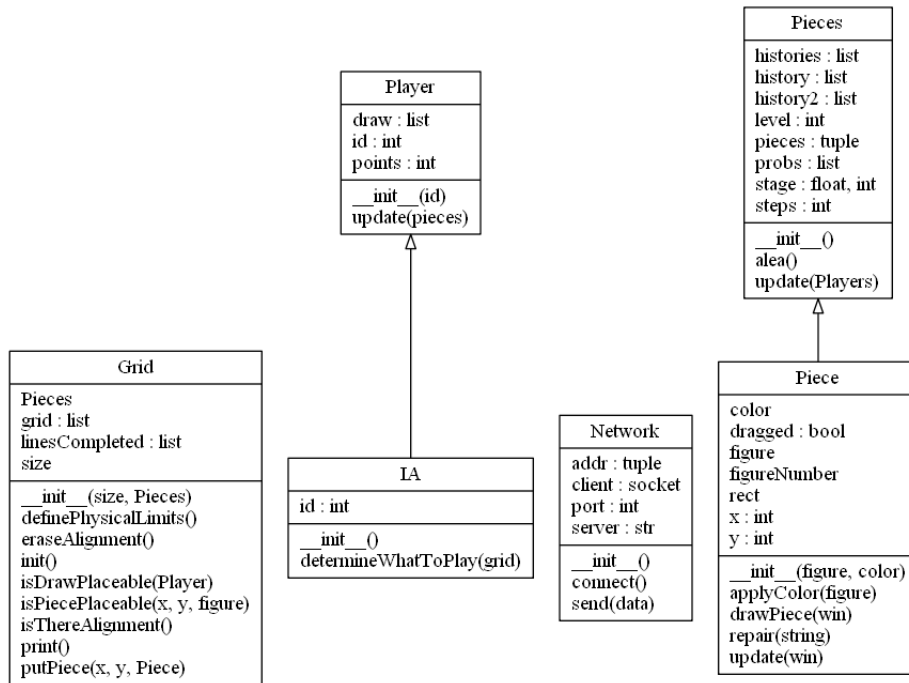 Pieces
histories : list
history : list
history2 : list
level : int
pieces : tuple
probs : list
stage : float, int
steps : int
__init__()
alea()
update(Players)
Player
draw : list
id : int
points : int
__init__(id)
update(pieces)
Grid
Pieces
grid : list
linesCompleted : list
size
__init__(size, Pieces)
definePhysicalLimits()
eraseAlignment()
init()
isDrawPlaceable(Player)
isPiecePlaceable(x, y, figure)
isThereAlignment()
print()
putPiece(x, y, Piece)
IA
id : int
__init__()
determineWhatToPlay(grid)
Network
addr : tuple
client : socket
port : int
server : str
__init__()
connect()
send(data)
Piece
color
dragged : bool
figure
figureNumber
rect
x : int
y : int
__init__(figure, color)
applyColor(figure)
drawPiece(win)
repair(string)
update(win)